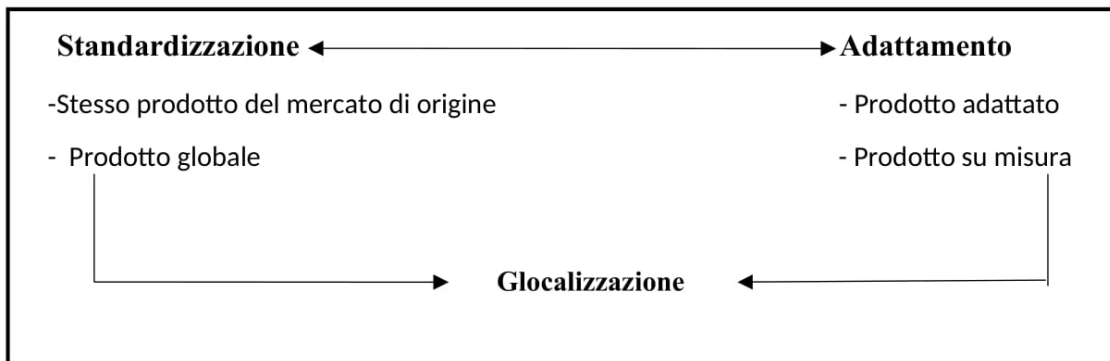 Standardizzazione Adattamento
-Stesso prodotto del mercato di origine - Prodotto adattato
- Prodotto globale - Prodotto su misura
Glocalizzazione